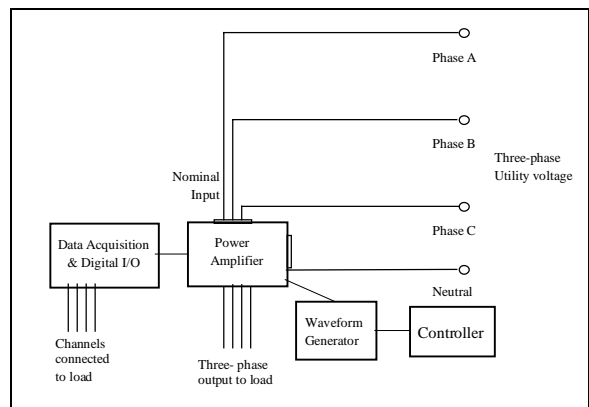 Phase A
Phase B
Three-phase
Utility voltage
Nominal
Input
Phase C
Data Acquisition
& Digital I/O
Power
Amplifier
Neutral
Waveform
Generator
Controller
Channels
connected
to load
Three- phase
output to load